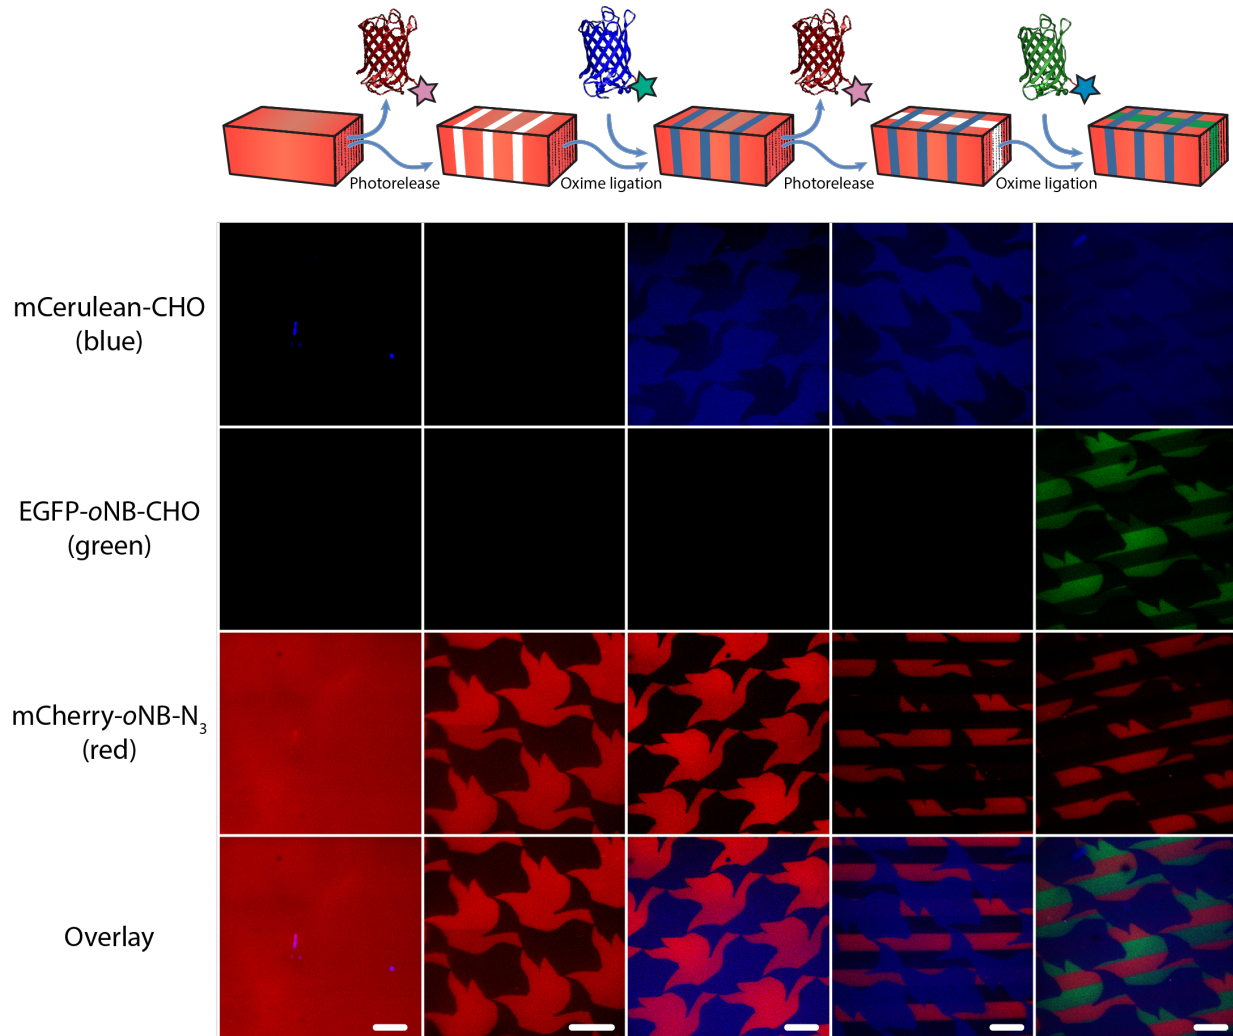 Photorelease
Oxime ligation
Photorelease
Oxime ligation
mCerulean-CHO
(blue)
EGFP-oNB-CHO
(green)
mCherry-oNB-N₃
(red)
Overlay